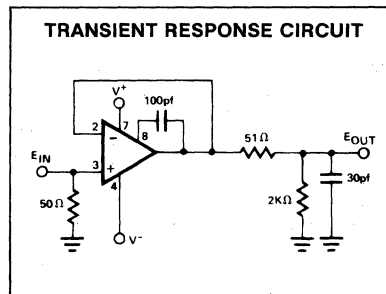 TRANSIENT RESPONSE CIRCUIT
V+
100pf
2
7
8
51Ω
EOUT
EIN
3
4
50Ω
2KΩ
30pf
V-